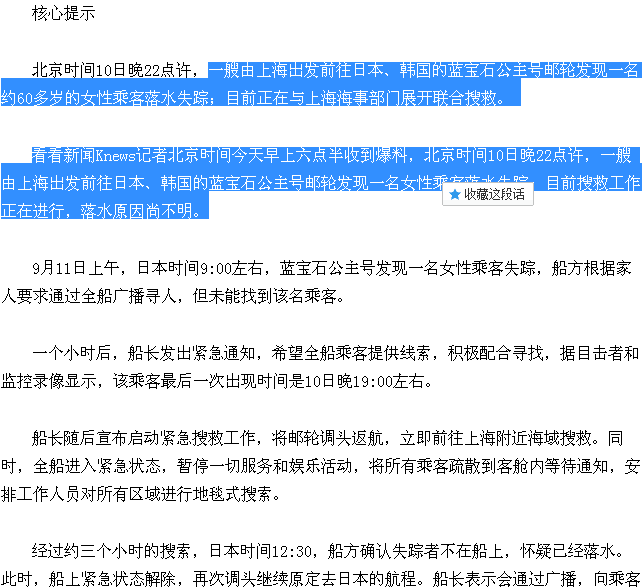 核心提示
北京时间10日晚22点许，一艘由上海出发前往日本、韩国的蓝宝石公主号邮轮发现一名
约60多岁的女性乘客落水失踪；目前正在与上海海事部门展开联合搜救。
看看新闻Knews记者北京时间今天早上六点半收到爆料，北京时间10日晚22点许，一艘
由上海出发前往日本、韩国的蓝宝石公主号邮轮发现一名女性乘客落水失踪，目前搜救工作
正在进行，落水原因尚不明。
收藏这段话
9月11日上午，日本时间9:00左右，蓝宝石公主号发现一名女性乘客失踪，船方根据家
人要求通过全船广播寻人，但未能找到该名乘客。
一个小时后，船长发出紧急通知，希望全船乘客提供线索，积极配合寻找，据目击者和
监控录像显示，该乘客最后一次出现时间是10日晚19:00左右。
船长随后宣布启动紧急搜救工作，将邮轮调头返航，立即前往上海附近海域搜救。同
时，全船进入紧急状态，暂停一切服务和娱乐活动，将所有乘客疏散到客舱内等待通知，安
排工作人员对所有区域进行地毯式搜索。
经过约三个小时的搜索，日本时间12:30，船方确认失踪者不在船上，怀疑已经落水。
此时，船上紧急状态解除，再次调头继续原定去日本的航程。船长表示会通过广播，向乘客